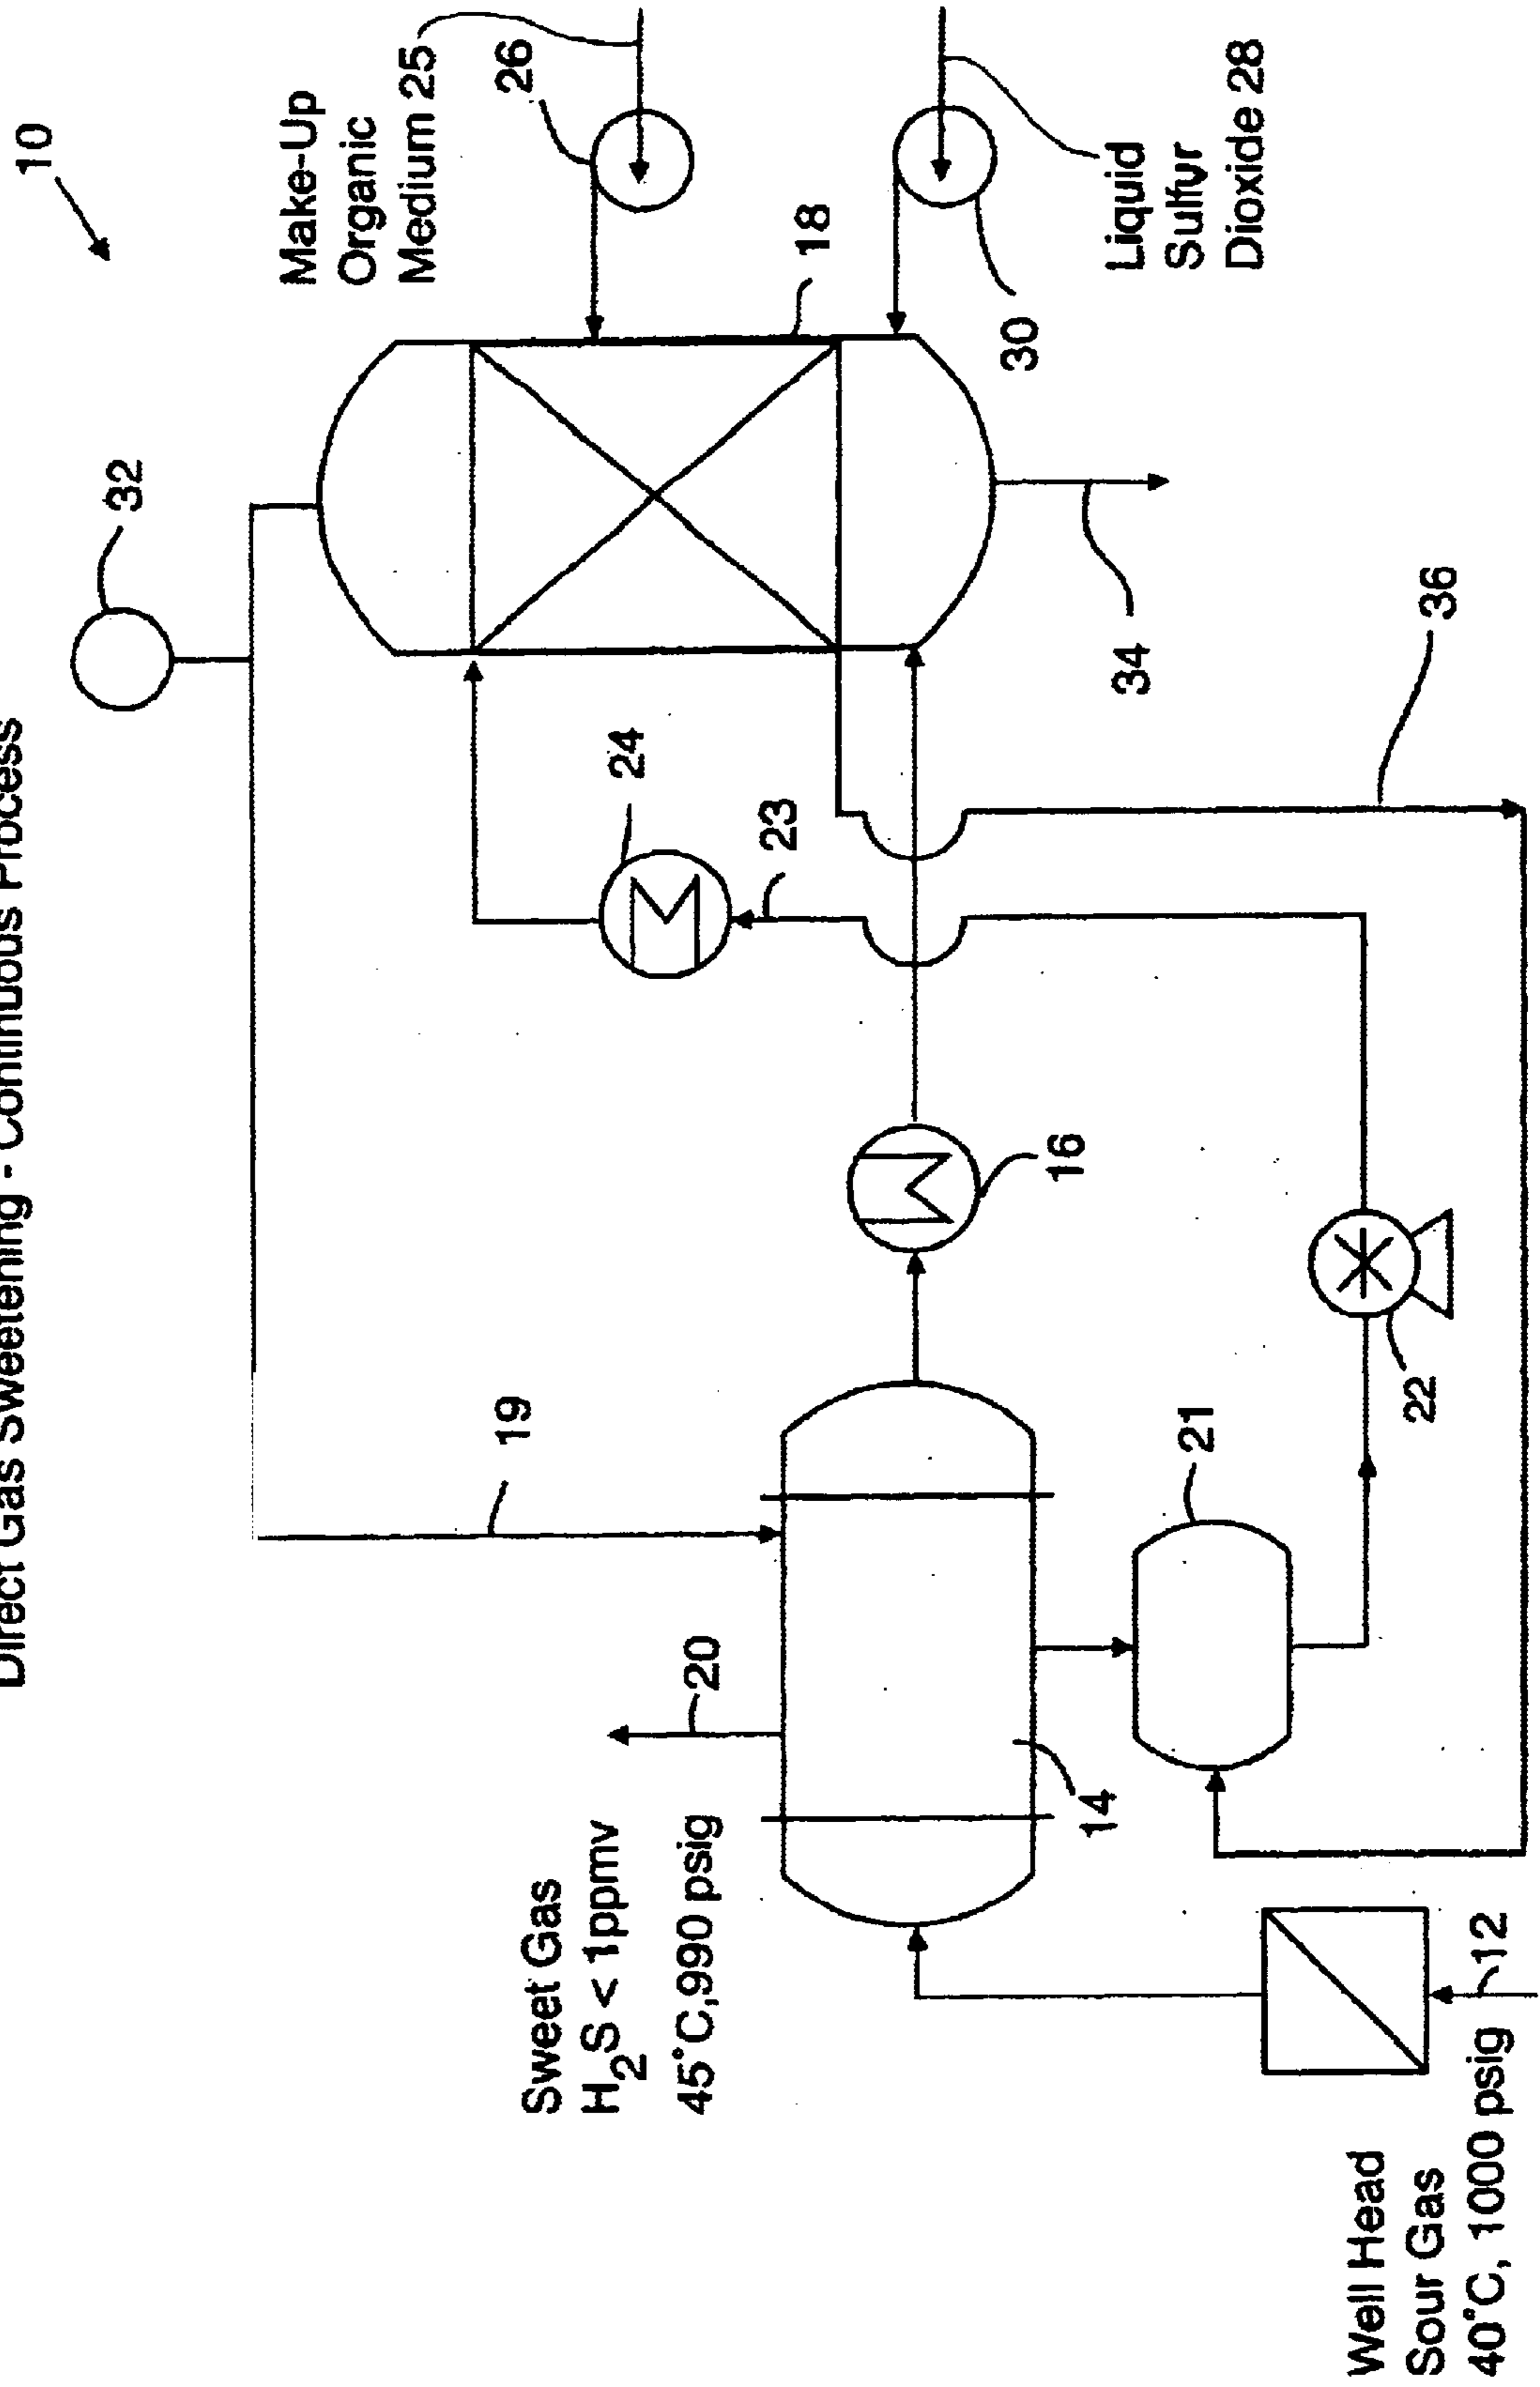 Direct Gas Sweetening - Continuous Process
10
32
Make-Up
Organic
Medium 25
26
18
Liquid
Sulfur
Dioxide 28
30
34
36
24
23
16
19
20
Sweet Gas
H2S < 1ppmv
45°C,990 psig
14
21
22
Well Head
Sour Gas
40°C, 1000 psig
12